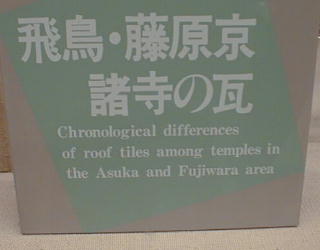 飛鳥・藤原京
諸寺の瓦
Chronological differences
of roof tiles among temples in
the Asuka and Fujiwara area